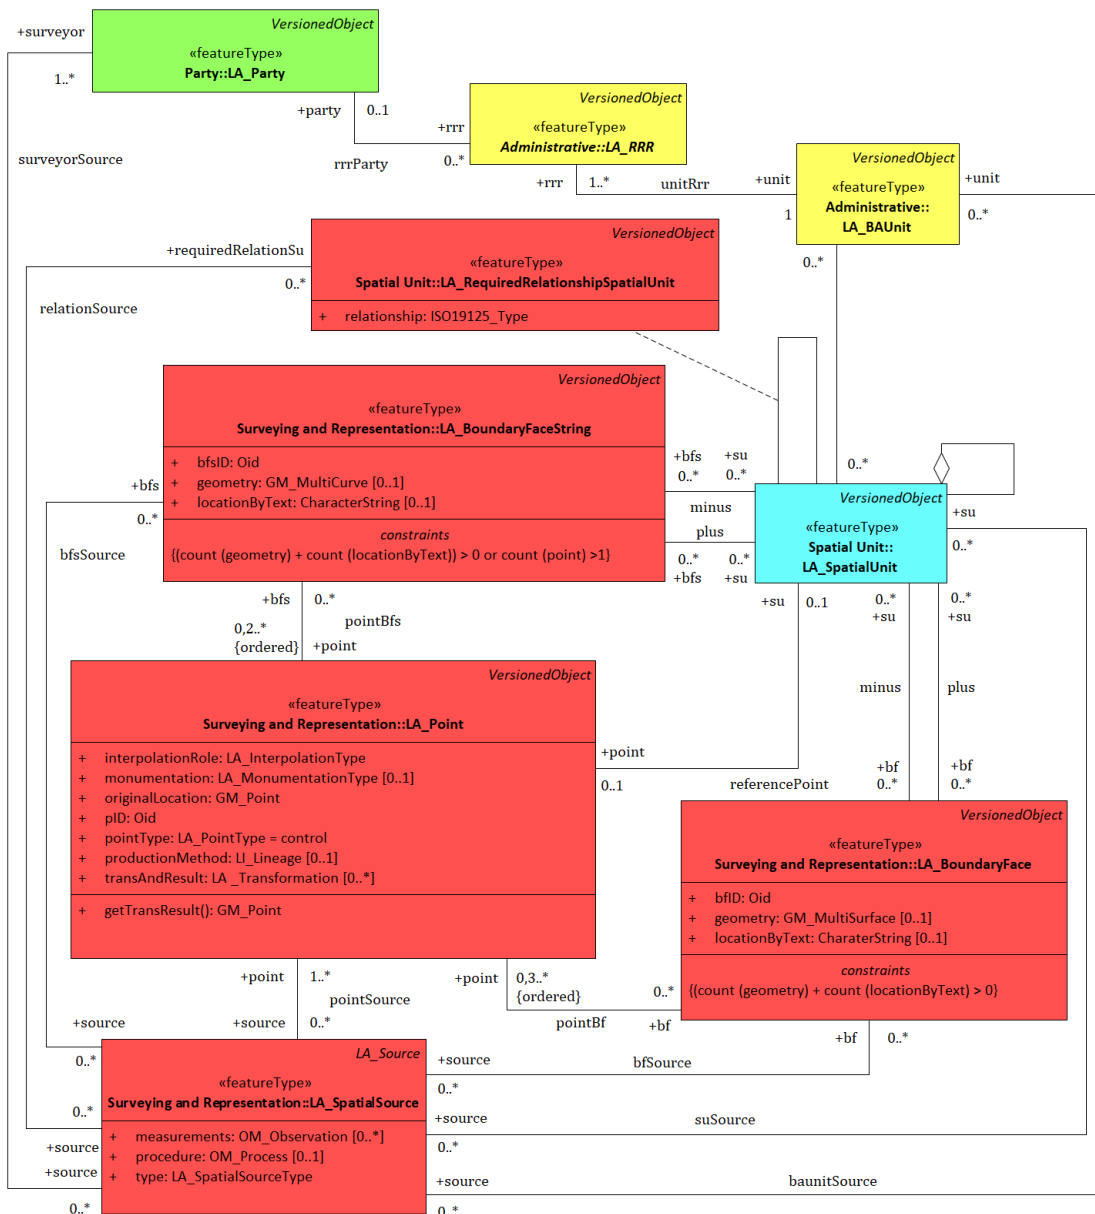 +surveyor
1..*
surveyorSource
VersionedObject
«featureType»
Party::LA_Party
+party
0..1
rrrParty
+rrr
0..*
VersionedObject
«featureType»
Administrative::LA_RRR
+rrr
1..*
unitRrr
+unit
1
VersionedObject
«featureType»
Administrative::
LA_BAUnit
+unit
0..*
0..*
0..*
+requiredRelationSu
0..*
relationSource
VersionedObject
«featureType»
Spatial Unit::LA_RequiredRelationshipSpatialUnit
+ relationship: ISO19125_Type
VersionedObject
«featureType»
Surveying and Representation::LA_BoundaryFaceString
+ bfsID: Oid
+ geometry: GM_MultiCurve [0..1]
+ locationByText: CharacterString [0..1]
constraints
{(count (geometry) + count (locationByText)) > 0 or count (point) >1}
+bfs
0..*
bfsSource
+bfs +su
0..* 0..*
minus
plus
0..* 0..*
+bfs +su
VersionedObject
«featureType»
Spatial Unit::
LA_SpatialUnit
+su
0..*
+bfs
0..*
pointBfs
0,2..*
{ordered}
+point
+su
0..1
0..*
+su
0..*
+su
minus
plus
VersionedObject
«featureType»
Surveying and Representation::LA_Point
+ interpolationRole: LA_InterpolationType
+ monumentation: LA_MonumentationType [0..1]
+ originalLocation: GM_Point
+ pID: Oid
+ pointType: LA_PointType = control
+ productionMethod: LI_Lineage [0..1]
+ transAndResult: LA _Transformation [0..*]
+ getTransResult(): GM_Point
+point
0..1
referencePoint
+bf
0..*
+bf
0..*
VersionedObject
«featureType»
Surveying and Representation::LA_BoundaryFace
+ bfID: Oid
+ geometry: GM_MultiSurface [0..1]
+ locationByText: CharaterString [0..1]
constraints
{(count (geometry) + count (locationByText) > 0}
+point
1..*
pointSource
+source
0..*
+point
0,3..*
{ordered}
pointBf
0..*
+bf
+bf
0..*
bfSource
+source
0..*
+source
0..*
LA_Source
«featureType»
Surveying and Representation::LA_SpatialSource
+ measurements: OM_Observation [0..*]
+ procedure: OM_Process [0..1]
+ type: LA_SpatialSourceType
0..*
+source
+source
0..*
+source
0..*
suSource
+source
0..*
baunitSource